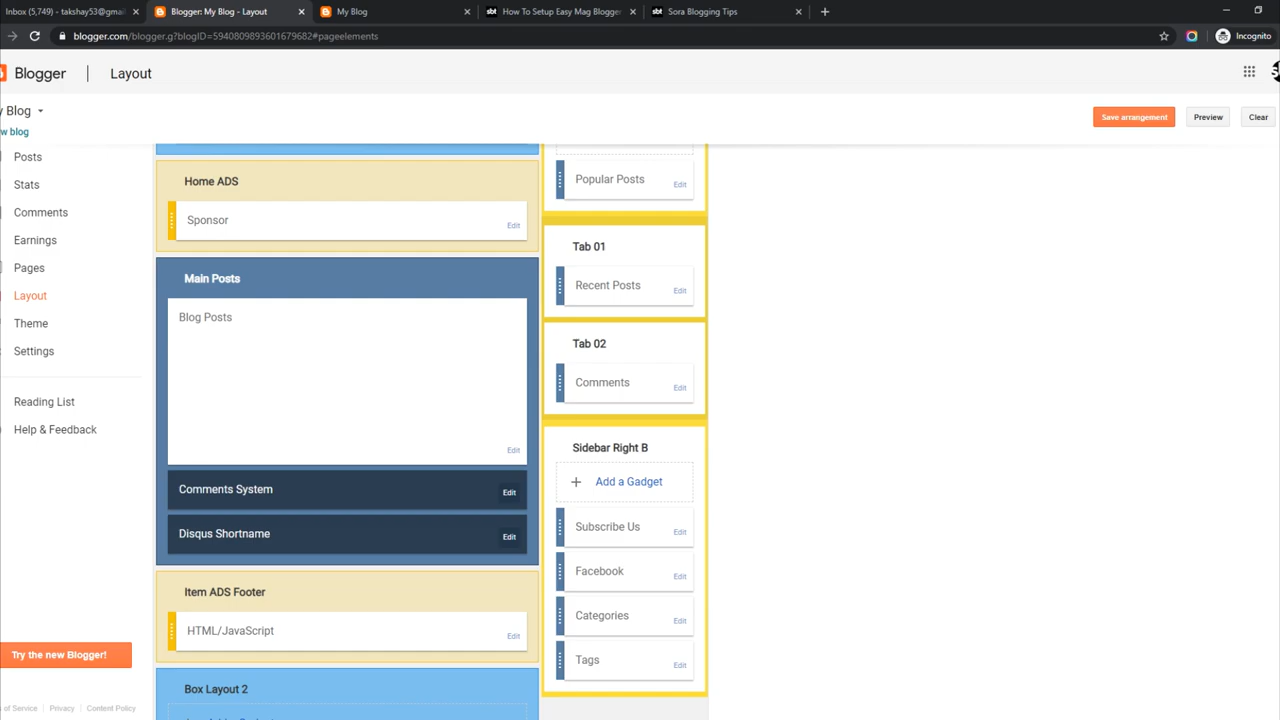 Inbox (5,749) - takshay53@gmail
Blogger: My Blog - Layout
My Blog
How To Setup Easy Mag Blogger
Sora Blogging Tips
blogger.com/blogger.g?blogID=5940809893601679682#pageelements
Incognito
Blogger
Layout
y Blog
w blog
Save arrangement
Preview
Clear
Posts
Stats
Comments
Earnings
Pages
Layout
Theme
Settings
Reading List
Help & Feedback
Try the new Blogger!
of Service
Privacy
Content Policy
Home ADS
Sponsor
Edit
Main Posts
Blog Posts
Edit
Comments System
Edit
Disqus Shortname
Edit
Item ADS Footer
HTML/JavaScript
Edit
Box Layout 2
Popular Posts
Edit
Tab 01
Recent Posts
Edit
Tab 02
Comments
Edit
Sidebar Right B
+ Add a Gadget
Subscribe Us
Edit
Facebook
Edit
Categories
Edit
Tags
Edit